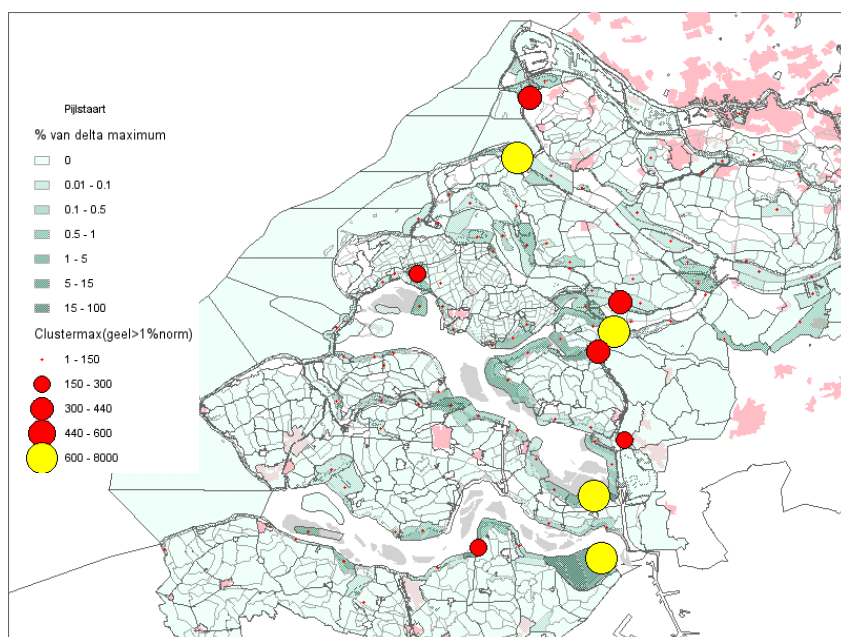 Pijlstaart
% van delta maximum
0
0.01 - 0.1
0.1 - 0.5
0.5 - 1
1 - 5
5 - 15
15 - 100
Clustermax(geel>1%norm)
1 - 150
150 - 300
300 - 440
440 - 600
600 - 8000